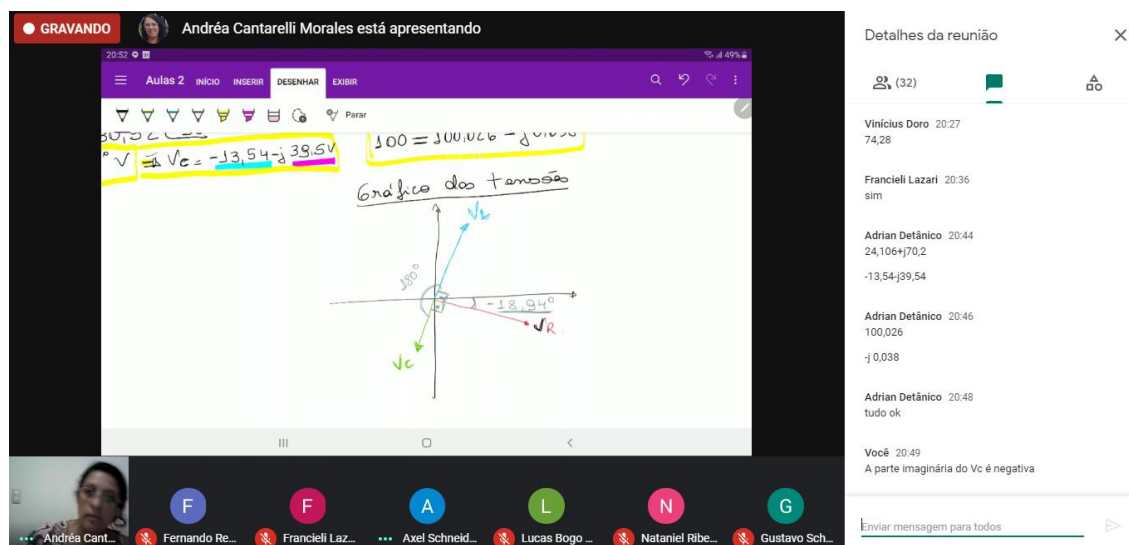 GRAVANDO
Andréa Cantarelli Morales está apresentando
20:52
49%
Aulas 2 INÍCIO INSERIR DESENHAR EXIBIR
Parar
° V ⇒ Vc = -13,54-j 39.5V
100 = 100,026 - j0,038
Gráfico das tensões
VL
180°
-18,94°
VR
Vc
F
F
A
L
N
G
Andréa Cant...
Fernando Re...
Francieli Laz...
Axel Schneid...
Lucas Bogo ...
Nataniel Ribe...
Gustavo Sch...
Detalhes da reunião
(32)
Vinícius Doro 20:27
74,28
Francieli Lazari 20:36
sim
Adrian Detânico 20:44
24,106+j70,2
-13,54-j39,54
Adrian Detânico 20:46
100,026
-j 0,038
Adrian Detânico 20:48
tudo ok
Você 20:49
A parte imaginária do Vc é negativa
Enviar mensagem para todos